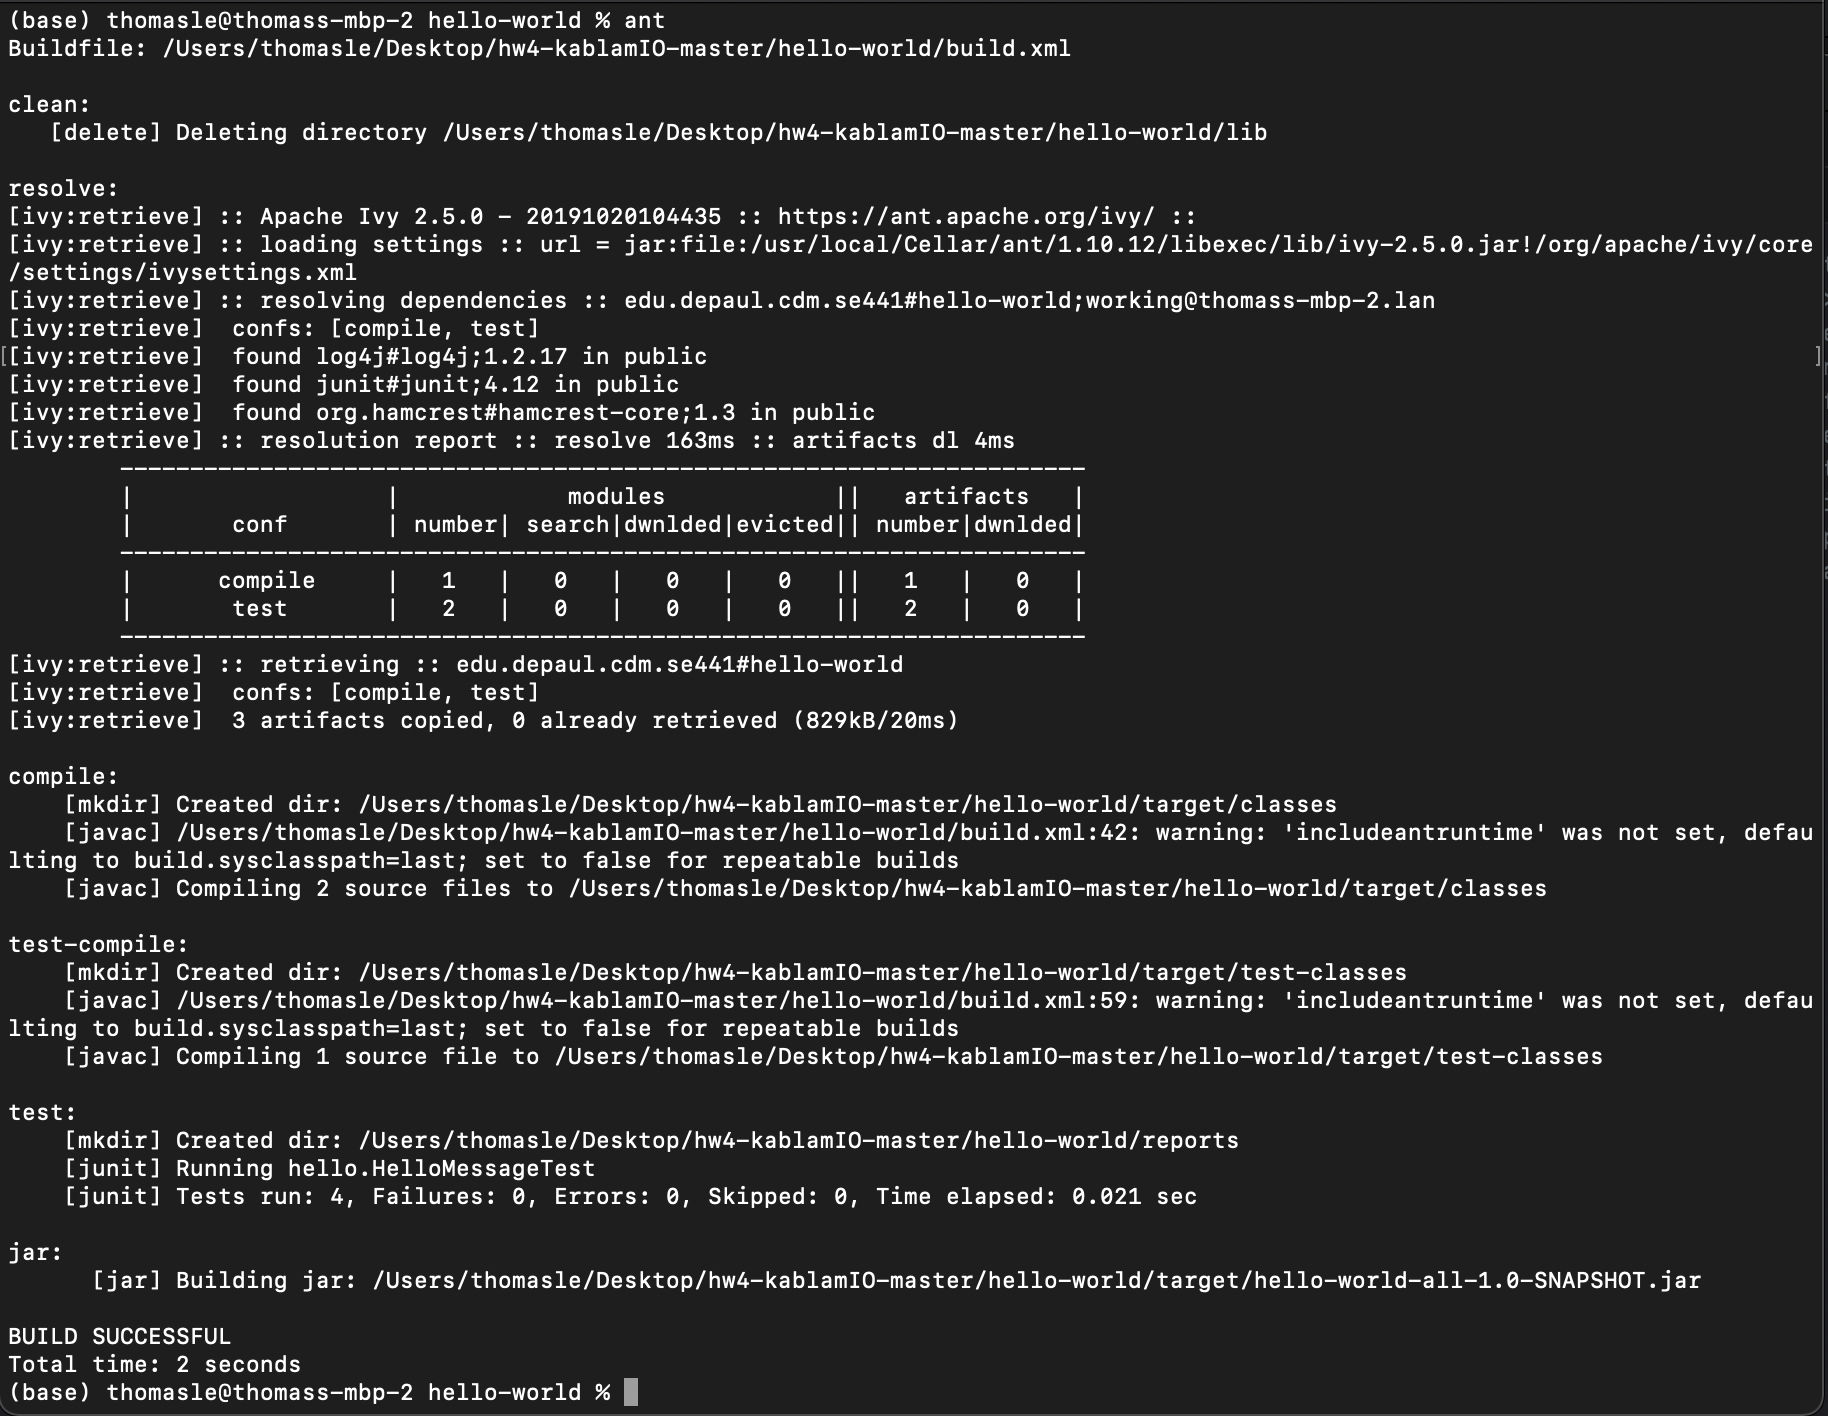 (base) thomasle@thomass-mbp-2 hello-world % ant
Buildfile: /Users/thomasle/Desktop/hw4-kablamIO-master/hello-world/build.xml

clean:
   [delete] Deleting directory /Users/thomasle/Desktop/hw4-kablamIO-master/hello-world/lib

resolve:
[ivy:retrieve] :: Apache Ivy 2.5.0 - 20191020104435 :: https://ant.apache.org/ivy/ ::
[ivy:retrieve] :: loading settings :: url = jar:file:/usr/local/Cellar/ant/1.10.12/libexec/lib/ivy-2.5.0.jar!/org/apache/ivy/core
/settings/ivysettings.xml
[ivy:retrieve] :: resolving dependencies :: edu.depaul.cdm.se441#hello-world;working@thomass-mbp-2.lan
[ivy:retrieve]  confs: [compile, test]
[[ivy:retrieve]  found log4j#log4j;1.2.17 in public ]
[ivy:retrieve]  found junit#junit;4.12 in public
[ivy:retrieve]  found org.hamcrest#hamcrest-core;1.3 in public
[ivy:retrieve] :: resolution report :: resolve 163ms :: artifacts dl 4ms
        ---------------------------------------------------------------------
        |                  |            modules            ||   artifacts   |
        |       conf       | number| search|dwnlded|evicted|| number|dwnlded|
        ---------------------------------------------------------------------
        |      compile     |   1   |   0   |   0   |   0   ||   1   |   0   |
        |       test       |   2   |   0   |   0   |   0   ||   2   |   0   |
        ---------------------------------------------------------------------
[ivy:retrieve] :: retrieving :: edu.depaul.cdm.se441#hello-world
[ivy:retrieve]  confs: [compile, test]
[ivy:retrieve]  3 artifacts copied, 0 already retrieved (829kB/20ms)

compile:
    [mkdir] Created dir: /Users/thomasle/Desktop/hw4-kablamIO-master/hello-world/target/classes
    [javac] /Users/thomasle/Desktop/hw4-kablamIO-master/hello-world/build.xml:42: warning: 'includeantruntime' was not set, defau
lting to build.sysclasspath=last; set to false for repeatable builds
    [javac] Compiling 2 source files to /Users/thomasle/Desktop/hw4-kablamIO-master/hello-world/target/classes

test-compile:
    [mkdir] Created dir: /Users/thomasle/Desktop/hw4-kablamIO-master/hello-world/target/test-classes
    [javac] /Users/thomasle/Desktop/hw4-kablamIO-master/hello-world/build.xml:59: warning: 'includeantruntime' was not set, defau
lting to build.sysclasspath=last; set to false for repeatable builds
    [javac] Compiling 1 source file to /Users/thomasle/Desktop/hw4-kablamIO-master/hello-world/target/test-classes

test:
    [mkdir] Created dir: /Users/thomasle/Desktop/hw4-kablamIO-master/hello-world/reports
    [junit] Running hello.HelloMessageTest
    [junit] Tests run: 4, Failures: 0, Errors: 0, Skipped: 0, Time elapsed: 0.021 sec

jar:
      [jar] Building jar: /Users/thomasle/Desktop/hw4-kablamIO-master/hello-world/target/hello-world-all-1.0-SNAPSHOT.jar

BUILD SUCCESSFUL
Total time: 2 seconds
(base) thomasle@thomass-mbp-2 hello-world %